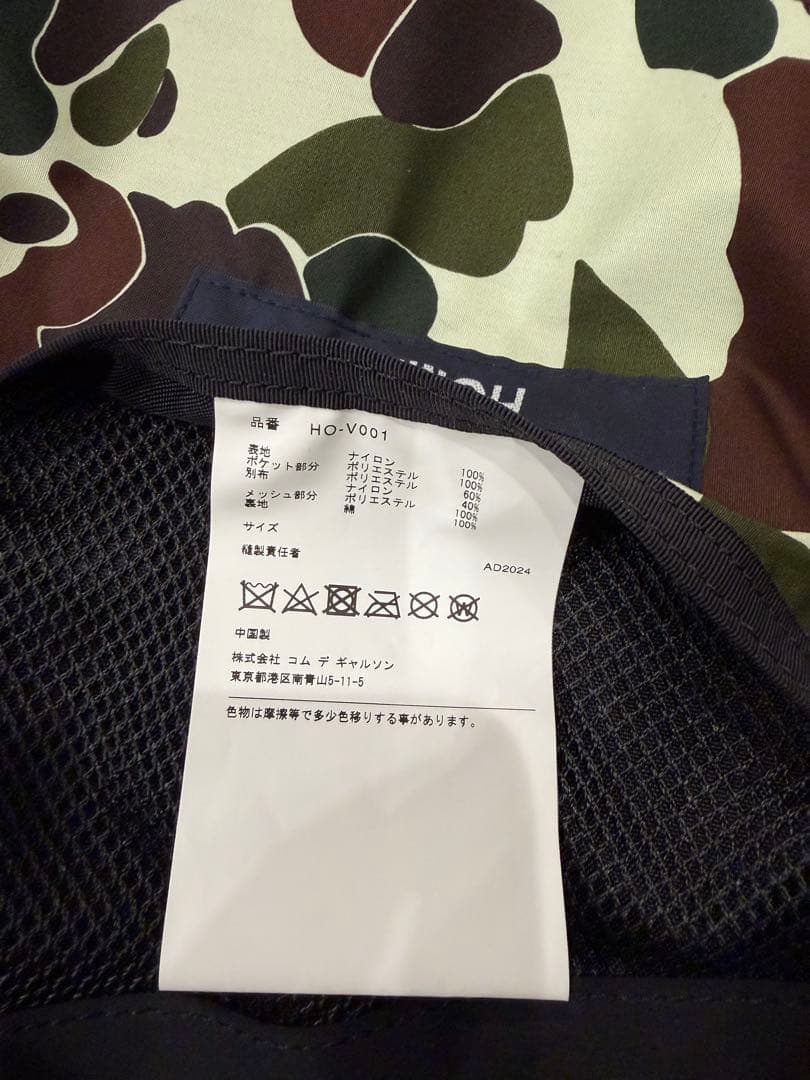 品番 HO-V001
表地 ナイロン 100%
ポケット部分 ポリエステル 100%
別布 ポリエステル 60%
ナイロン 40%
メッシュ部分 ポリエステル 100%
裏地 綿 100%
サイズ
縫製責任者
AD2024
中国製
株式会社 コム デ ギャルソン
東京都港区南青山5-11-5
色物は摩擦等で多少色移りする事があります。